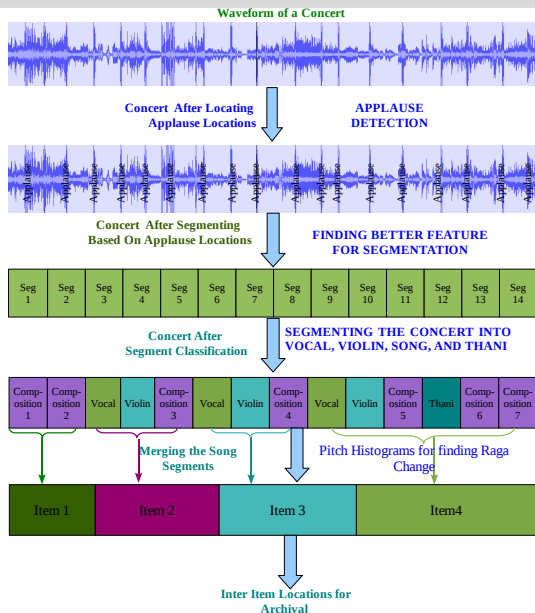 Waveform of a Concert
Concert After Locating
Applause Locations
APPLAUSE
DETECTION
Applause Applause Applause Applause Applause Applause Applause Applause Applause Applause Applause Applause Applause Applause Applause
Concert After Segmenting
Based On Applause Locations
FINDING BETTER FEATURE
FOR SEGMENTATION
Seg 1
Seg 2
Seg 3
Seg 4
Seg 5
Seg 6
Seg 7
Seg 8
Seg 9
Seg 10
Seg 11
Seg 12
Seg 13
Seg 14
Concert After
Segment Classification
SEGMENTING THE CONCERT INTO
VOCAL, VIOLIN, SONG, AND THANI
Comp-
osition
1
Comp-
osition
2
Vocal
Violin
Comp-
osition
3
Vocal
Violin
Comp-
osition
4
Vocal
Violin
Comp-
osition
5
Thani
Comp-
osition
6
Comp-
osition
7
Merging the Song
Segments
Pitch Histograms for finding Raga
Change
Item 1
Item 2
Item 3
Item4
Inter Item Locations for
Archival